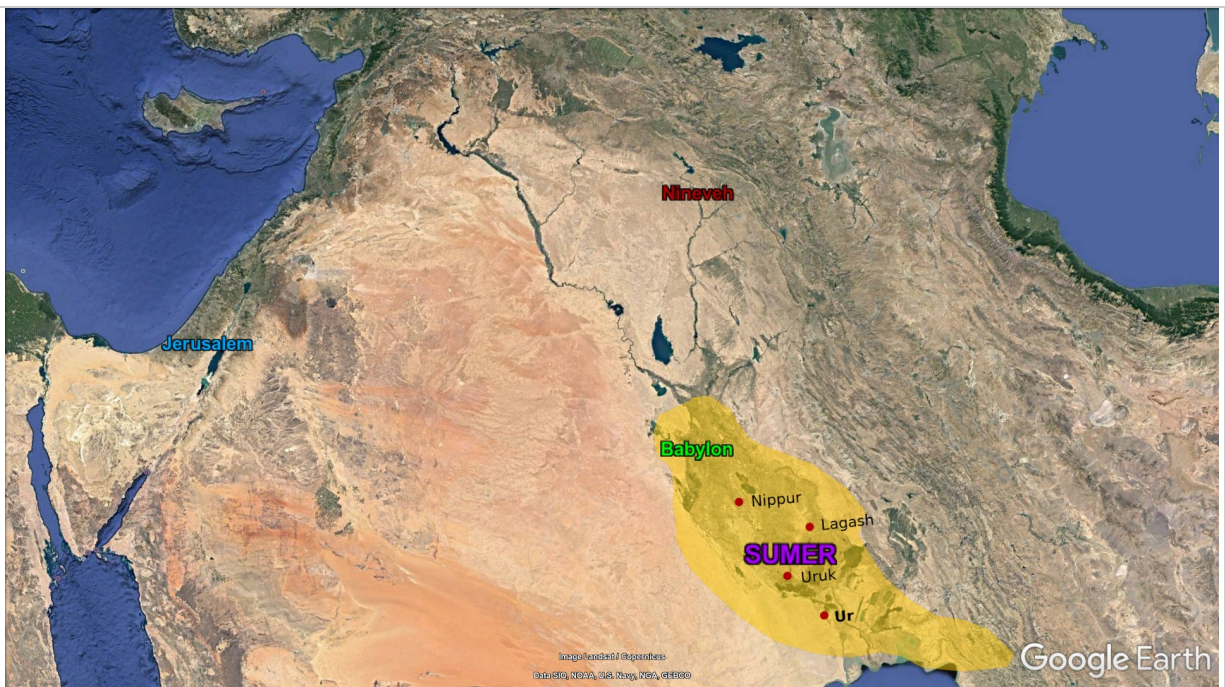 Nineveh
Jerusalem
Babylon
Nippur
Lagash
SUMER
Uruk
Ur
Image Landsat / Copernicus
Data SIO, NOAA, U.S. Navy, NGA, GEBCO
Google Earth